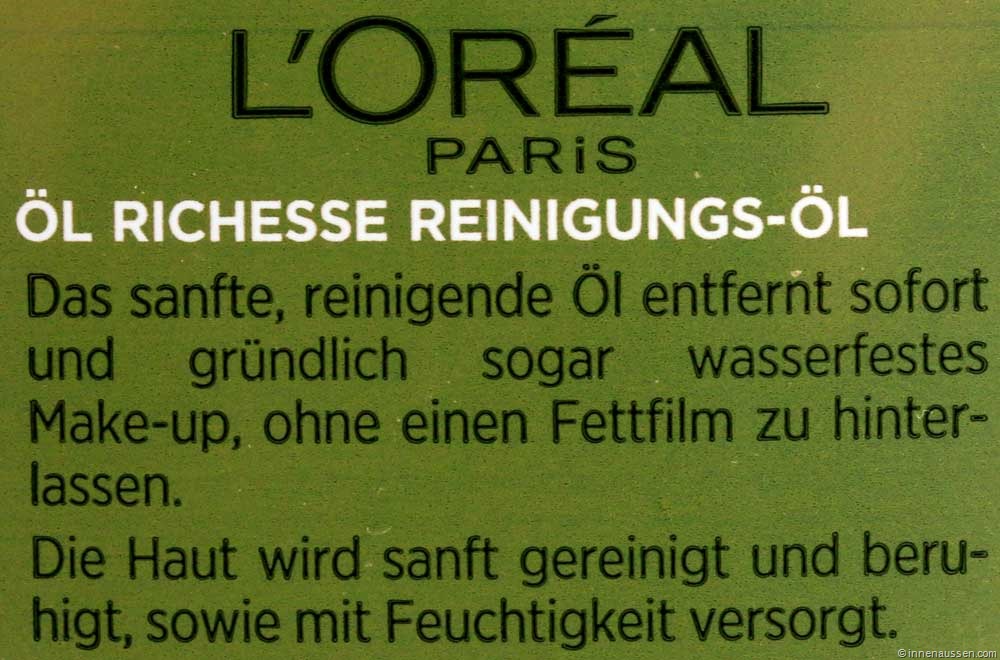 L'ORÉAL
PARiS
ÖL RICHESSE REINIGUNGS-ÖL
Das sanfte, reinigende Öl entfernt sofort
und gründlich sogar wasserfestes
Make-up, ohne einen Fettfilm zu hinter-
lassen.
Die Haut wird sanft gereinigt und beru-
higt, sowie mit Feuchtigkeit versorgt.
© innenaussen.com